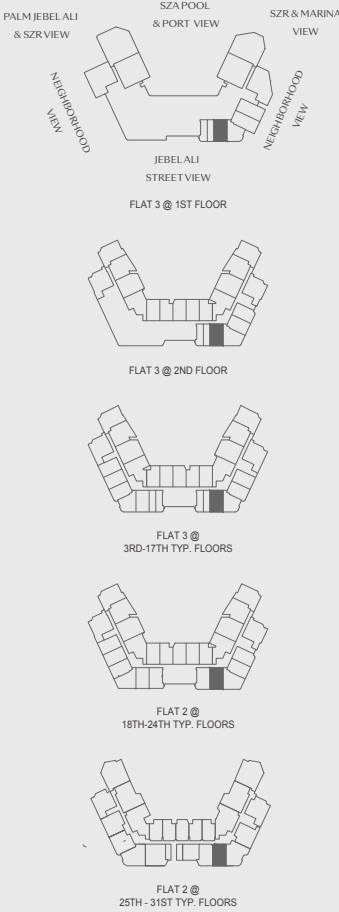 PALM JEBEL ALI
& SZR VIEW
SZA POOL
& PORT VIEW
SZR & MARINA
VIEW
NEIGHBORHOOD
VIEW
NEIGHBORHOOD
VIEW
JEBEL ALI
STREET VIEW
FLAT 3 @ 1ST FLOOR
FLAT 3 @ 2ND FLOOR
FLAT 3 @
3RD-17TH TYP. FLOORS
FLAT 2 @
18TH-24TH TYP. FLOORS
FLAT 2 @
25TH - 31ST TYP. FLOORS